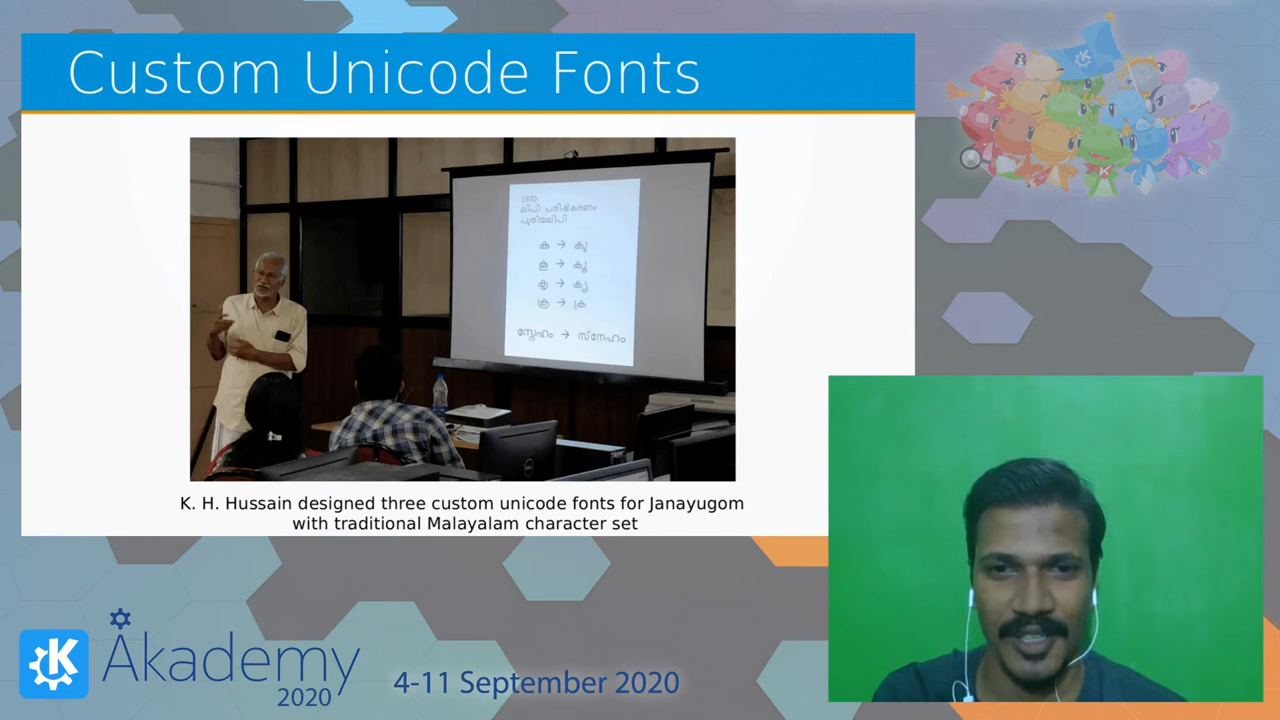 Custom Unicode Fonts
1970
ലിപി പരിഷ്കരണം
പുതിയലിപി
കു → കു
കൂ → കൂ
കൃ → കൃ
ക്ര → ക്ര
സ്നേഹം → സ്‌നേഹം
K. H. Hussain designed three custom unicode fonts for Janayugom
with traditional Malayalam character set
Akademy
2020
4-11 September 2020